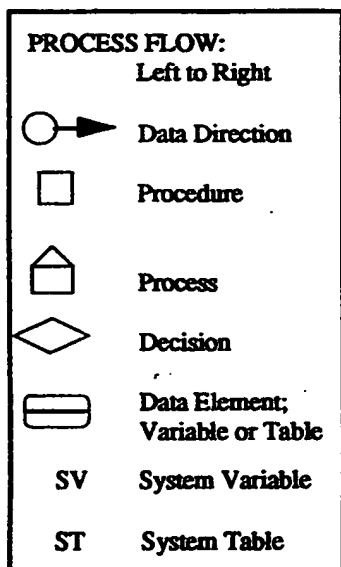 PROCESS FLOW:
Left to Right
Data Direction
Procedure
Process
Decision
Data Element;
Variable or Table
SV System Variable
ST System Table